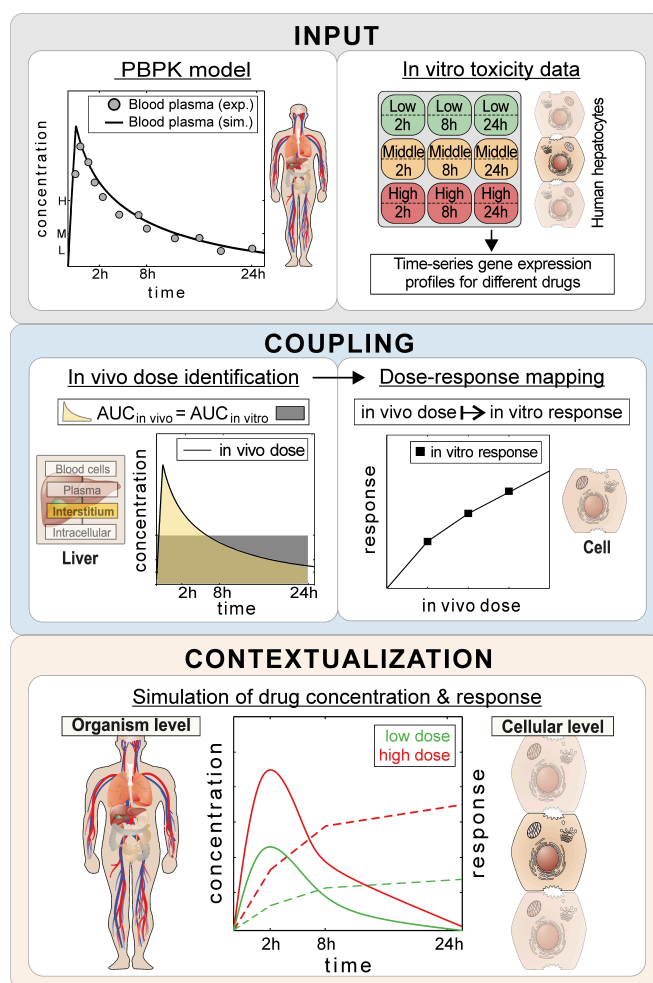 INPUT
PBPK model
Blood plasma (exp.)
Blood plasma (sim.)
concentration
H
M
L
2h
8h
24h
time
In vitro toxicity data
Low
2h
Low
8h
Low
24h
Middle
2h
Middle
8h
Middle
24h
High
2h
High
8h
High
24h
Human hepatocytes
Time-series gene expression
profiles for different drugs
COUPLING
In vivo dose identification
AUC in vivo = AUC in vitro
Blood cells
Plasma
Interstitium
Intracellular
Liver
in vivo dose
concentration
2h
8h
24h
time
Dose-response mapping
in vivo dose ↦ in vitro response
in vitro response
response
in vivo dose
Cell
CONTEXTUALIZATION
Simulation of drug concentration & response
Organism level
low dose
high dose
concentration
response
2h
8h
24h
time
Cellular level